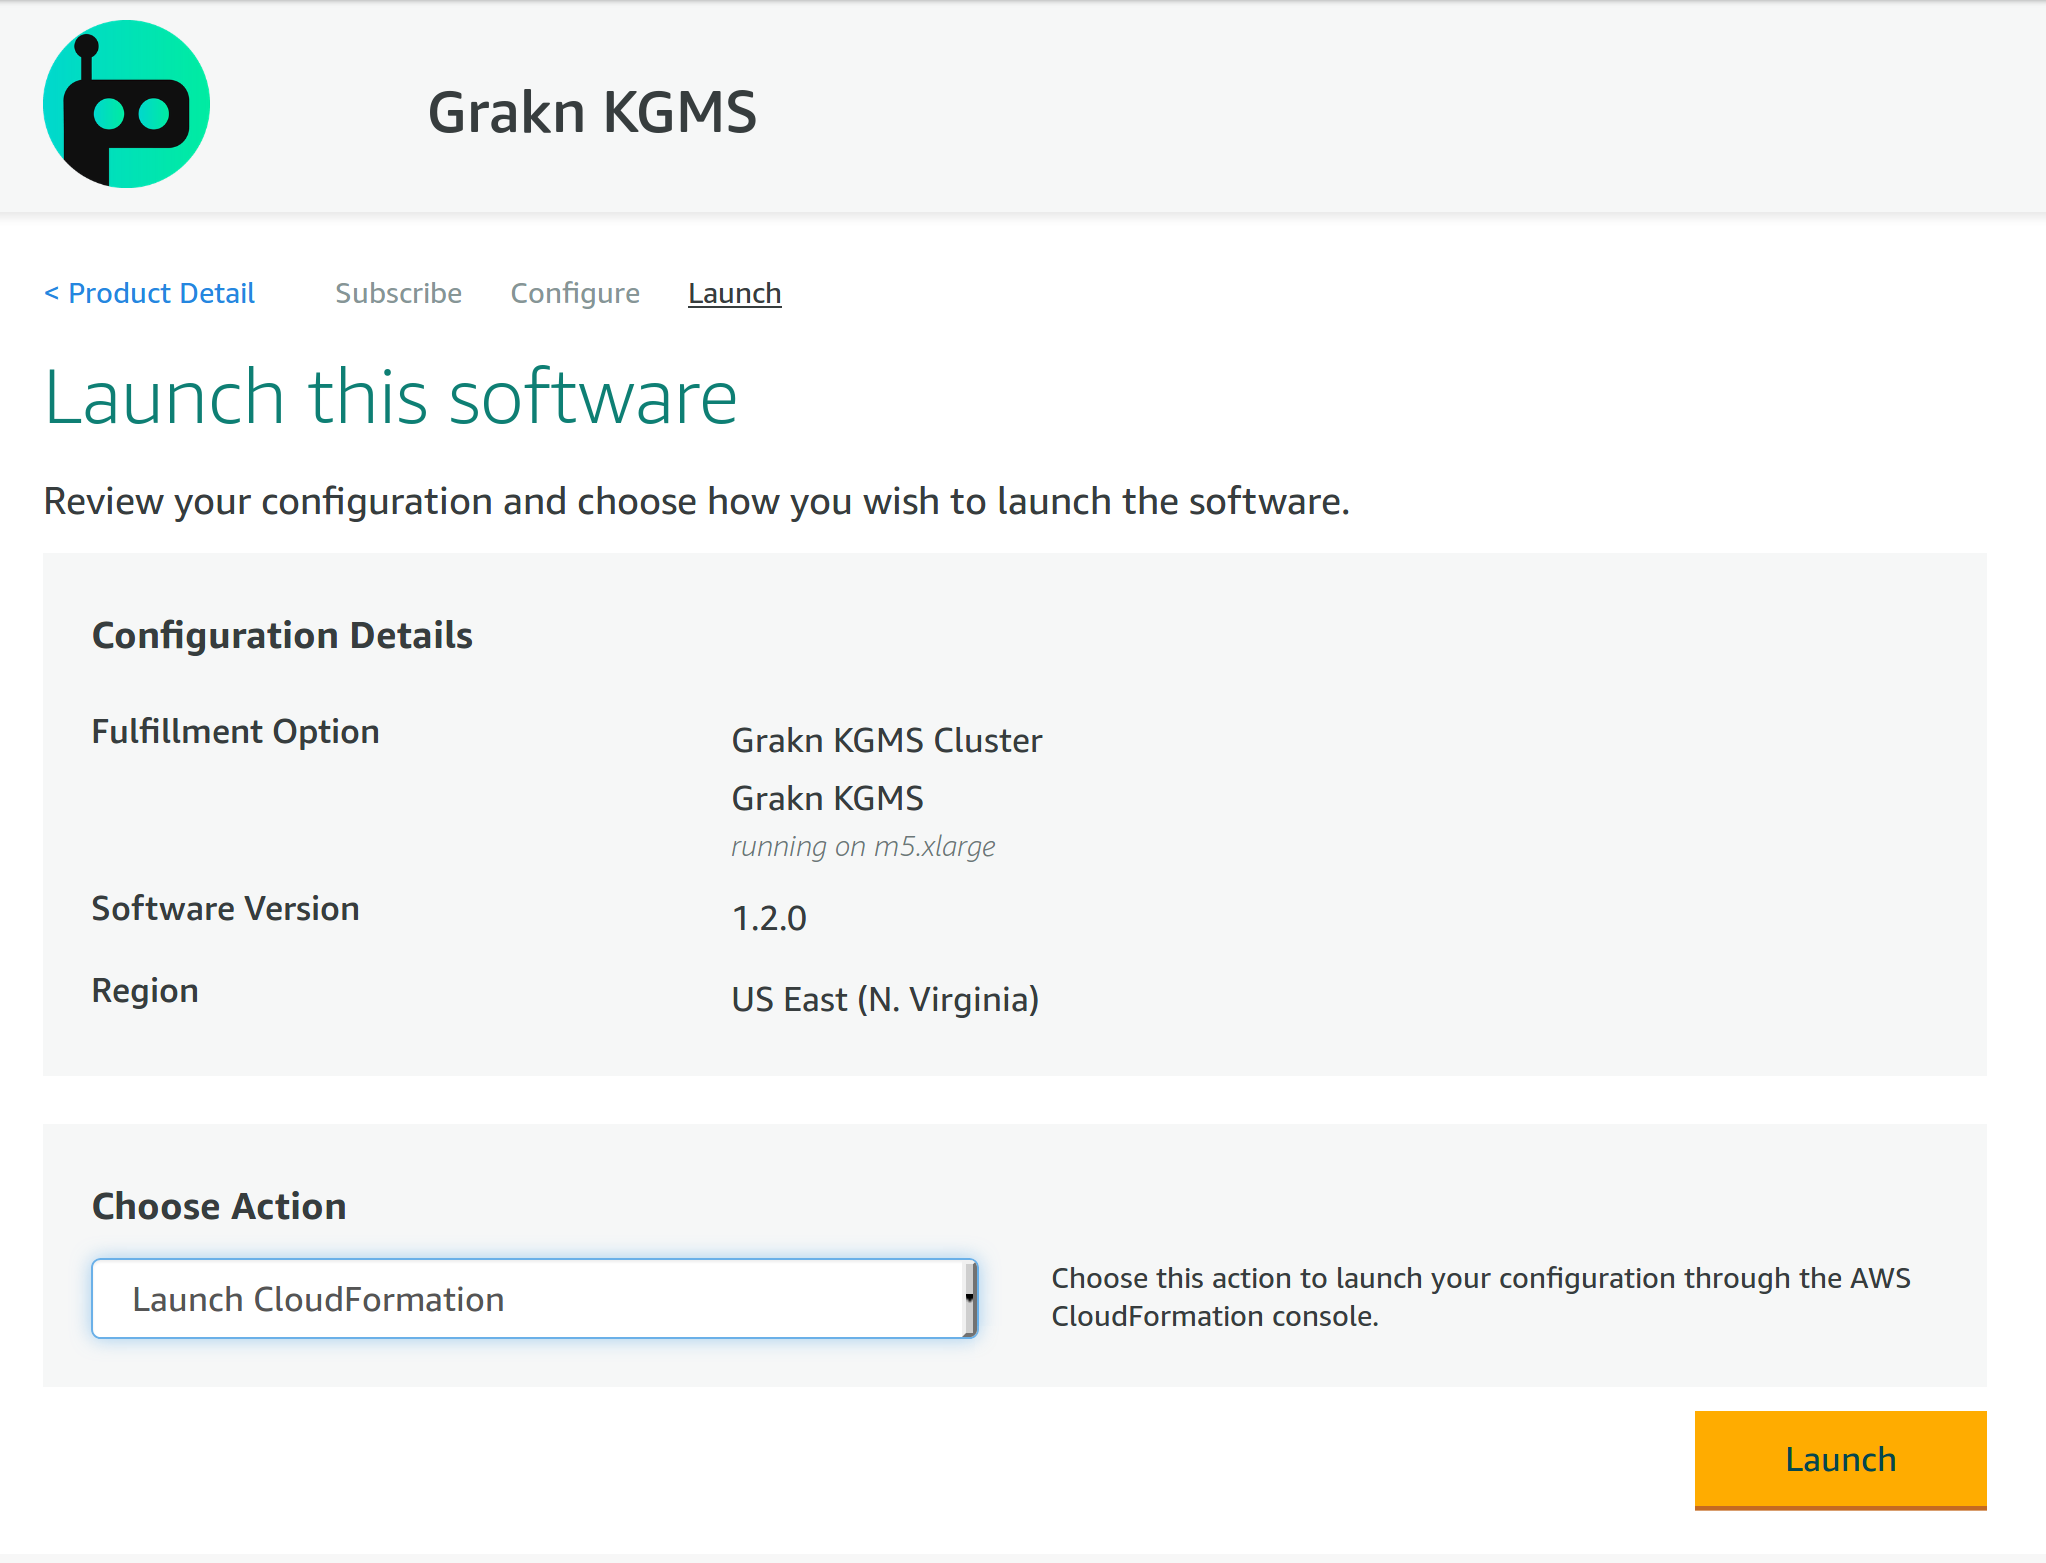 Grakn KGMS
< Product Detail Subscribe Configure Launch
Launch this software
Review your configuration and choose how you wish to launch the software.
Configuration Details
Fulfillment Option
Grakn KGMS Cluster
Grakn KGMS
running on m5.xlarge
Software Version
1.2.0
Region
US East (N. Virginia)
Choose Action
Launch CloudFormation
Choose this action to launch your configuration through the AWS
CloudFormation console.
Launch